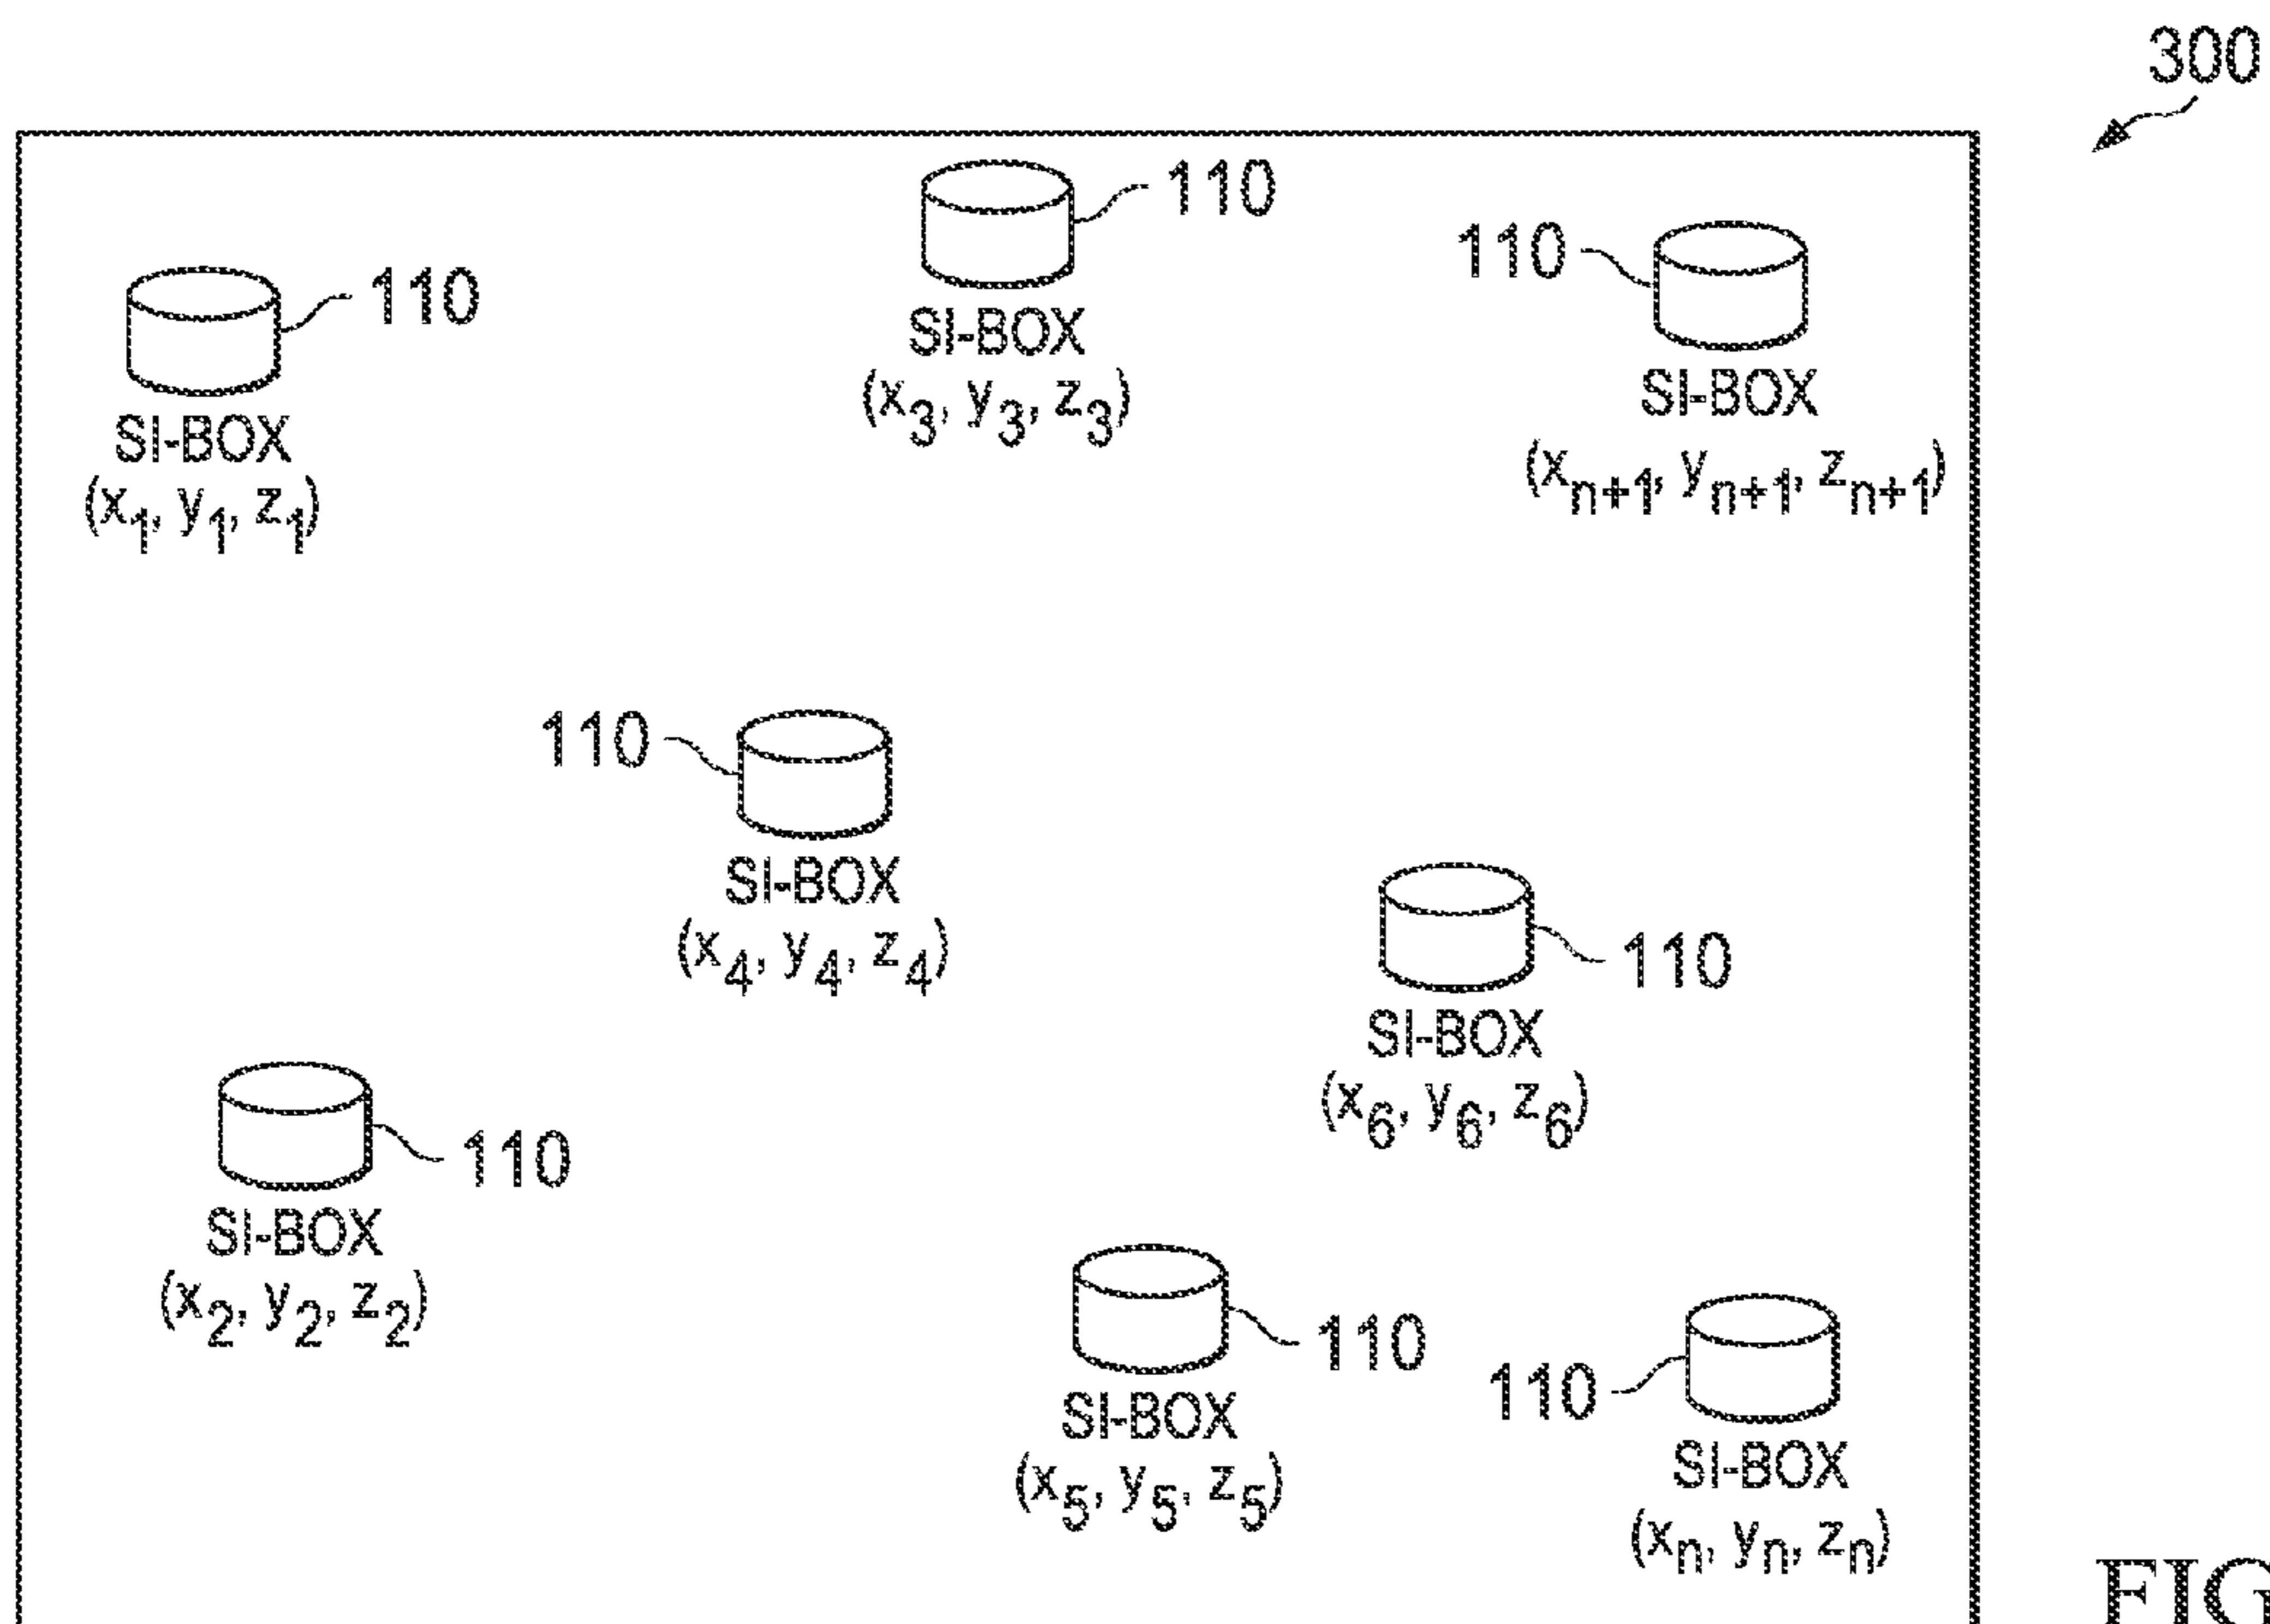 300
110
SI-BOX
(x3, y3, z3)
110
SI-BOX
(xn+1, yn+1, zn+1)
110
SI-BOX
(x1, y1, z1)
110
SI-BOX
(x4, y4, z4)
110
SI-BOX
(x6, y6, z6)
110
SI-BOX
(x2, y2, z2)
110
SI-BOX
(x5, y5, z5)
110
SI-BOX
(xn, yn, zn)
FIG